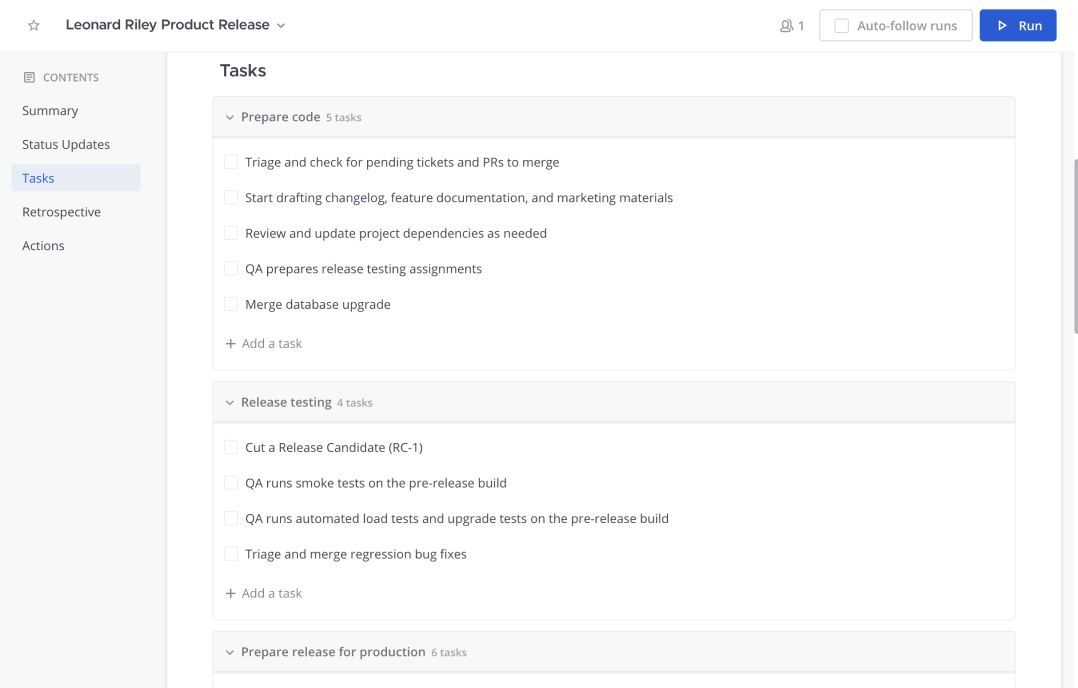 Leonard Riley Product Release
1
Auto-follow runs
Run
CONTENTS
Summary
Status Updates
Tasks
Retrospective
Actions
Tasks
Prepare code 5 tasks
Triage and check for pending tickets and PRs to merge
Start drafting changelog, feature documentation, and marketing materials
Review and update project dependencies as needed
QA prepares release testing assignments
Merge database upgrade
+ Add a task
Release testing 4 tasks
Cut a Release Candidate (RC-1)
QA runs smoke tests on the pre-release build
QA runs automated load tests and upgrade tests on the pre-release build
Triage and merge regression bug fixes
+ Add a task
Prepare release for production 6 tasks